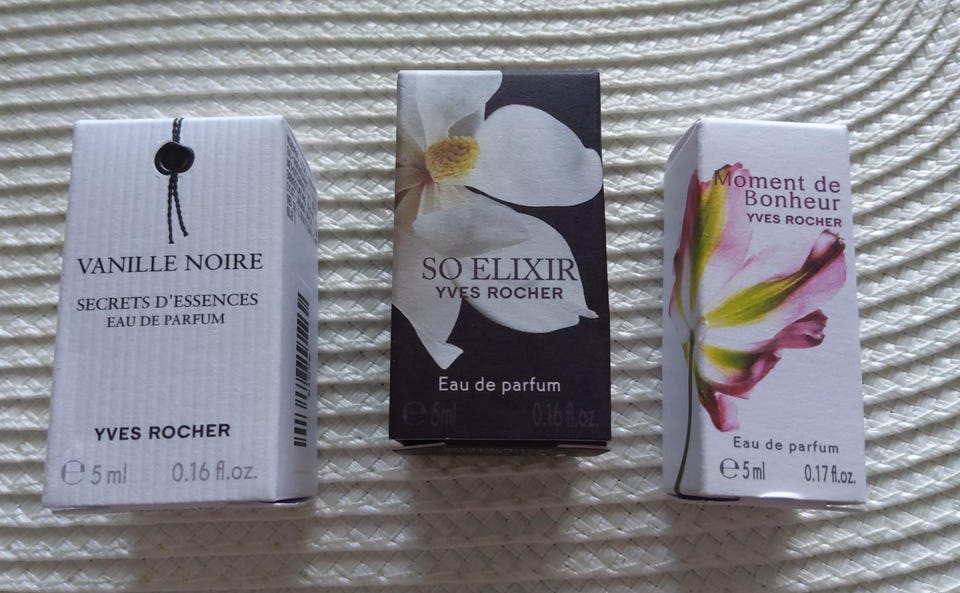 VANILLE NOIRE
SECRETS D'ESSENCES
EAU DE PARFUM
YVES ROCHER
℮ 5 ml 0.16 fl.oz.
SO ELIXIR
YVES ROCHER
Eau de parfum
℮ 5ml 0.16 fl.oz.
Moment de
Bonheur
YVES ROCHER
Eau de parfum
℮ 5ml 0.17 fl.oz.